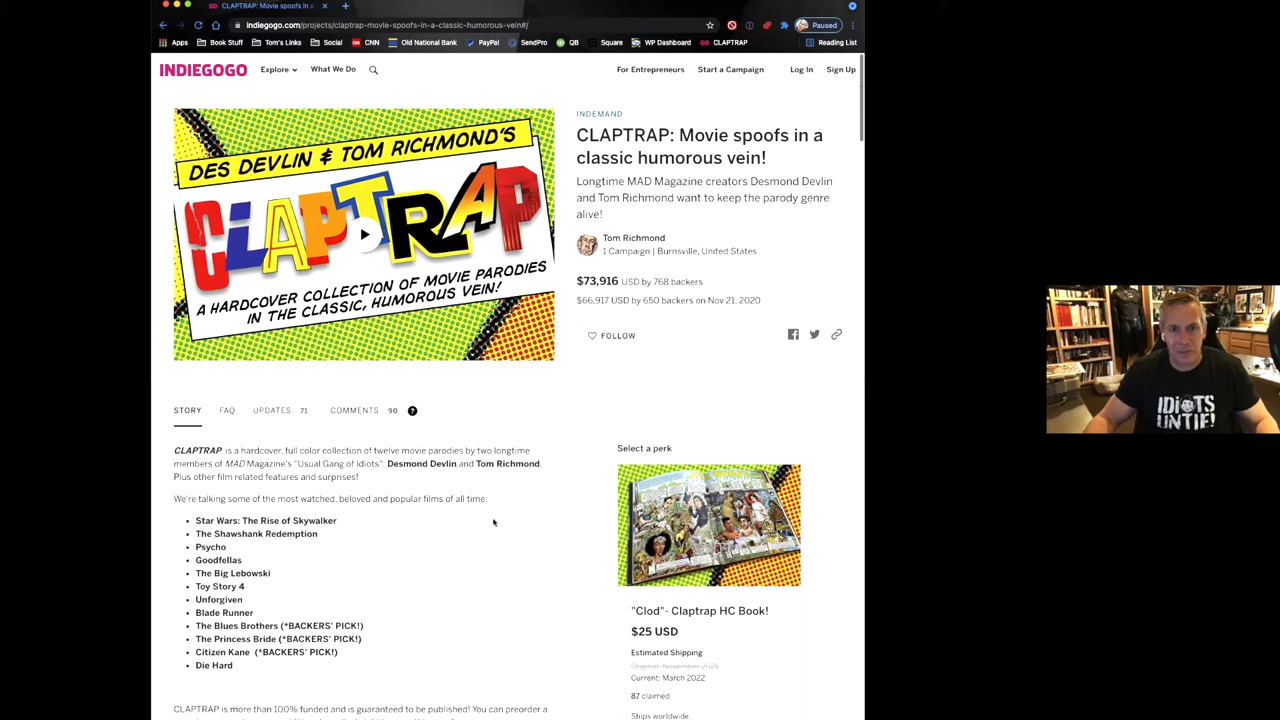 CLAPTRAP: Movie spoofs in a
indiegogo.com/projects/claptrap-movie-spoofs-in-a-classic-humorous-vein#/
Paused
Apps Book Stuff Tom's Links Social CNN Old National Bank PayPal SendPro QB Square WP Dashboard CLAPTRAP Reading List
INDIEGOGO Explore What We Do For Entrepreneurs Start a Campaign Log In Sign Up
DES DEVLIN & TOM RICHMOND'S
CLAPTRAP
A HARDCOVER COLLECTION OF MOVIE PARODIES
IN THE CLASSIC, HUMOROUS VEIN!
INDEMAND
CLAPTRAP: Movie spoofs in a
classic humorous vein!
Longtime MAD Magazine creators Desmond Devlin
and Tom Richmond want to keep the parody genre
alive!
Tom Richmond
1 Campaign | Burnsville, United States
$73,916 USD by 768 backers
$66,917 USD by 650 backers on Nov 21, 2020
FOLLOW
STORY FAQ UPDATES 71 COMMENTS 90 ?
CLAPTRAP is a hardcover, full color collection of twelve movie parodies by two longtime
members of MAD Magazine's "Usual Gang of Idiots": Desmond Devlin and Tom Richmond.
Plus other film related features and surprises!
We're talking some of the most watched, beloved and popular films of all time:
Star Wars: The Rise of Skywalker
The Shawshank Redemption
Psycho
Goodfellas
The Big Lebowski
Toy Story 4
Unforgiven
Blade Runner
The Blues Brothers (*BACKERS' PICK!)
The Princess Bride (*BACKERS' PICK!)
Citizen Kane (*BACKERS' PICK!)
Die Hard
CLAPTRAP is more than 100% funded and is guaranteed to be published! You can preorder a
Select a perk
"Clod"- Claptrap HC Book!
$25 USD
Estimated Shipping
Original: November 2021
Current: March 2022
87 claimed
Ships worldwide.
IDIOTS
UNTIE!